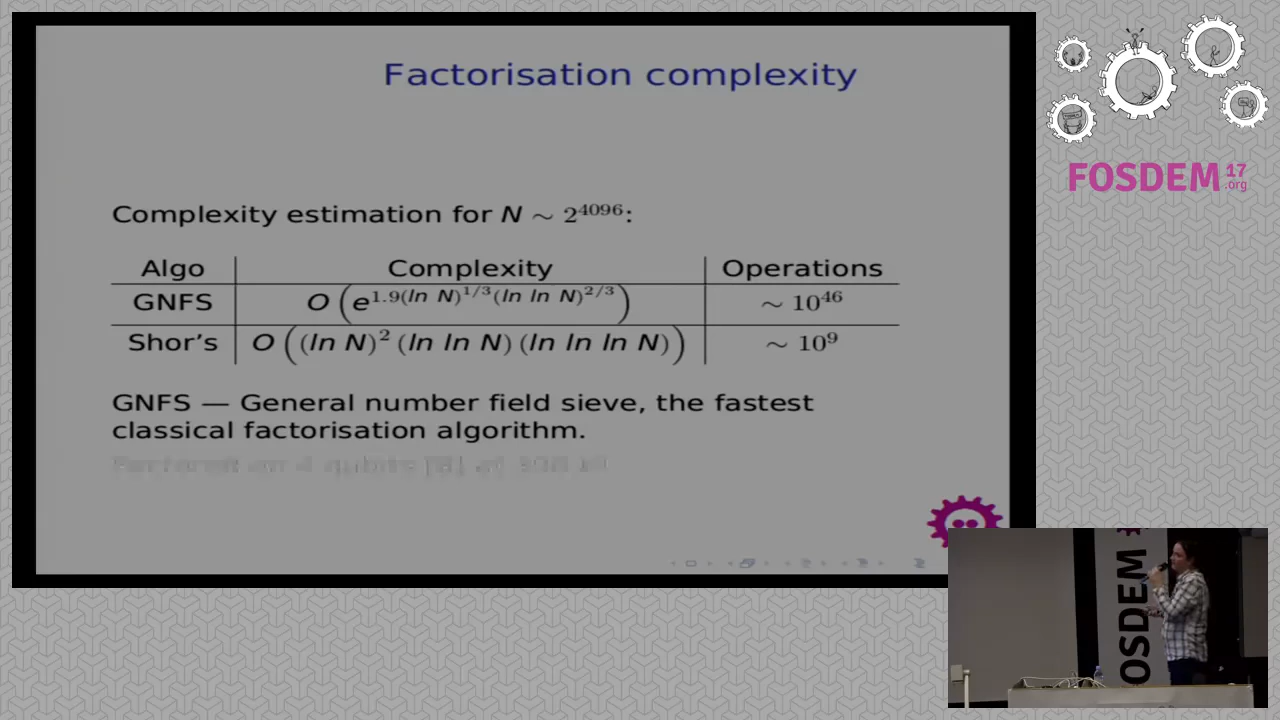 Factorisation complexity
Complexity estimation for N ∼ 2^4096:
Algo Complexity Operations
GNFS O (e^1.9(ln N)^1/3(ln ln N)^2/3) ∼ 10^46
Shor's O ((ln N)^2 (ln ln N) (ln ln ln N)) ∼ 10^9
GNFS — General number field sieve, the fastest
classical factorisation algorithm.
FOSDEM 17
.org
OSDEM